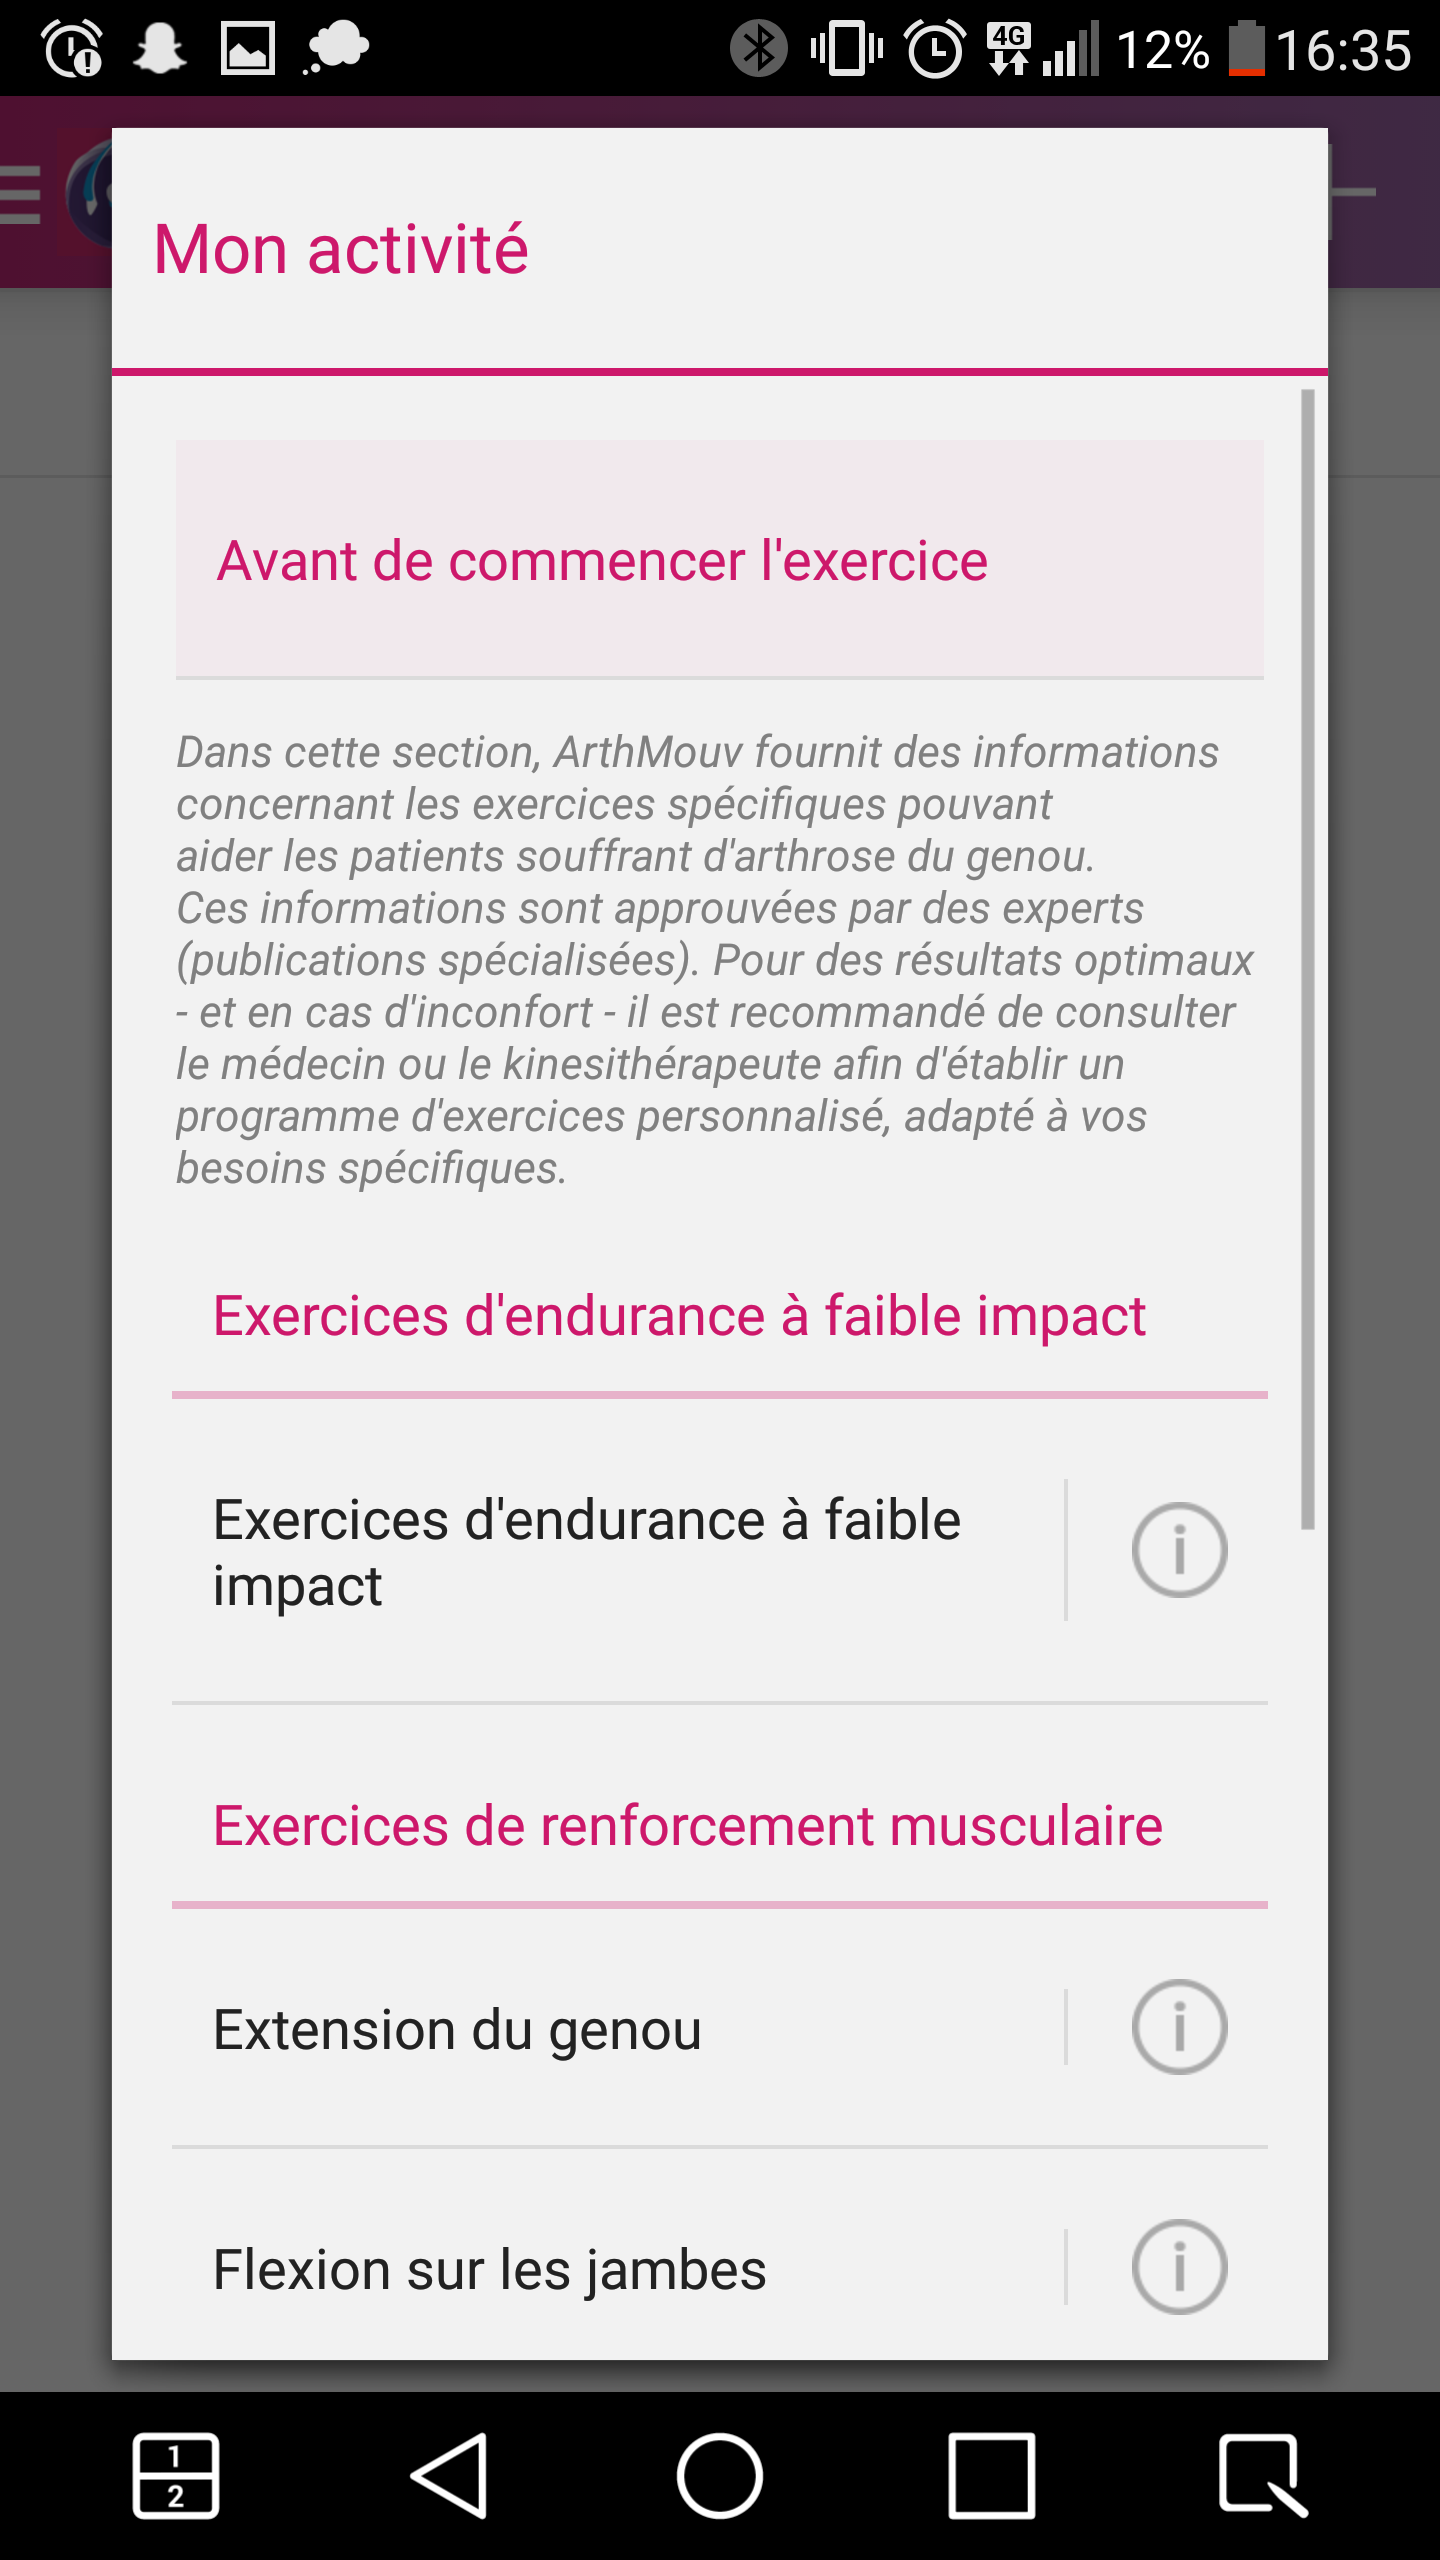 4G 12% 16:35
Mon activité
Avant de commencer l'exercice
Dans cette section, ArthMouv fournit des informations
concernant les exercices spécifiques pouvant
aider les patients souffrant d'arthrose du genou.
Ces informations sont approuvées par des experts
(publications spécialisées). Pour des résultats optimaux
- et en cas d'inconfort - il est recommandé de consulter
le médecin ou le kinesithérapeute afin d'établir un
programme d'exercices personnalisé, adapté à vos
besoins spécifiques.
Exercices d'endurance à faible impact
Exercices d'endurance à faible
impact
Exercices de renforcement musculaire
Extension du genou
Flexion sur les jambes
1
2